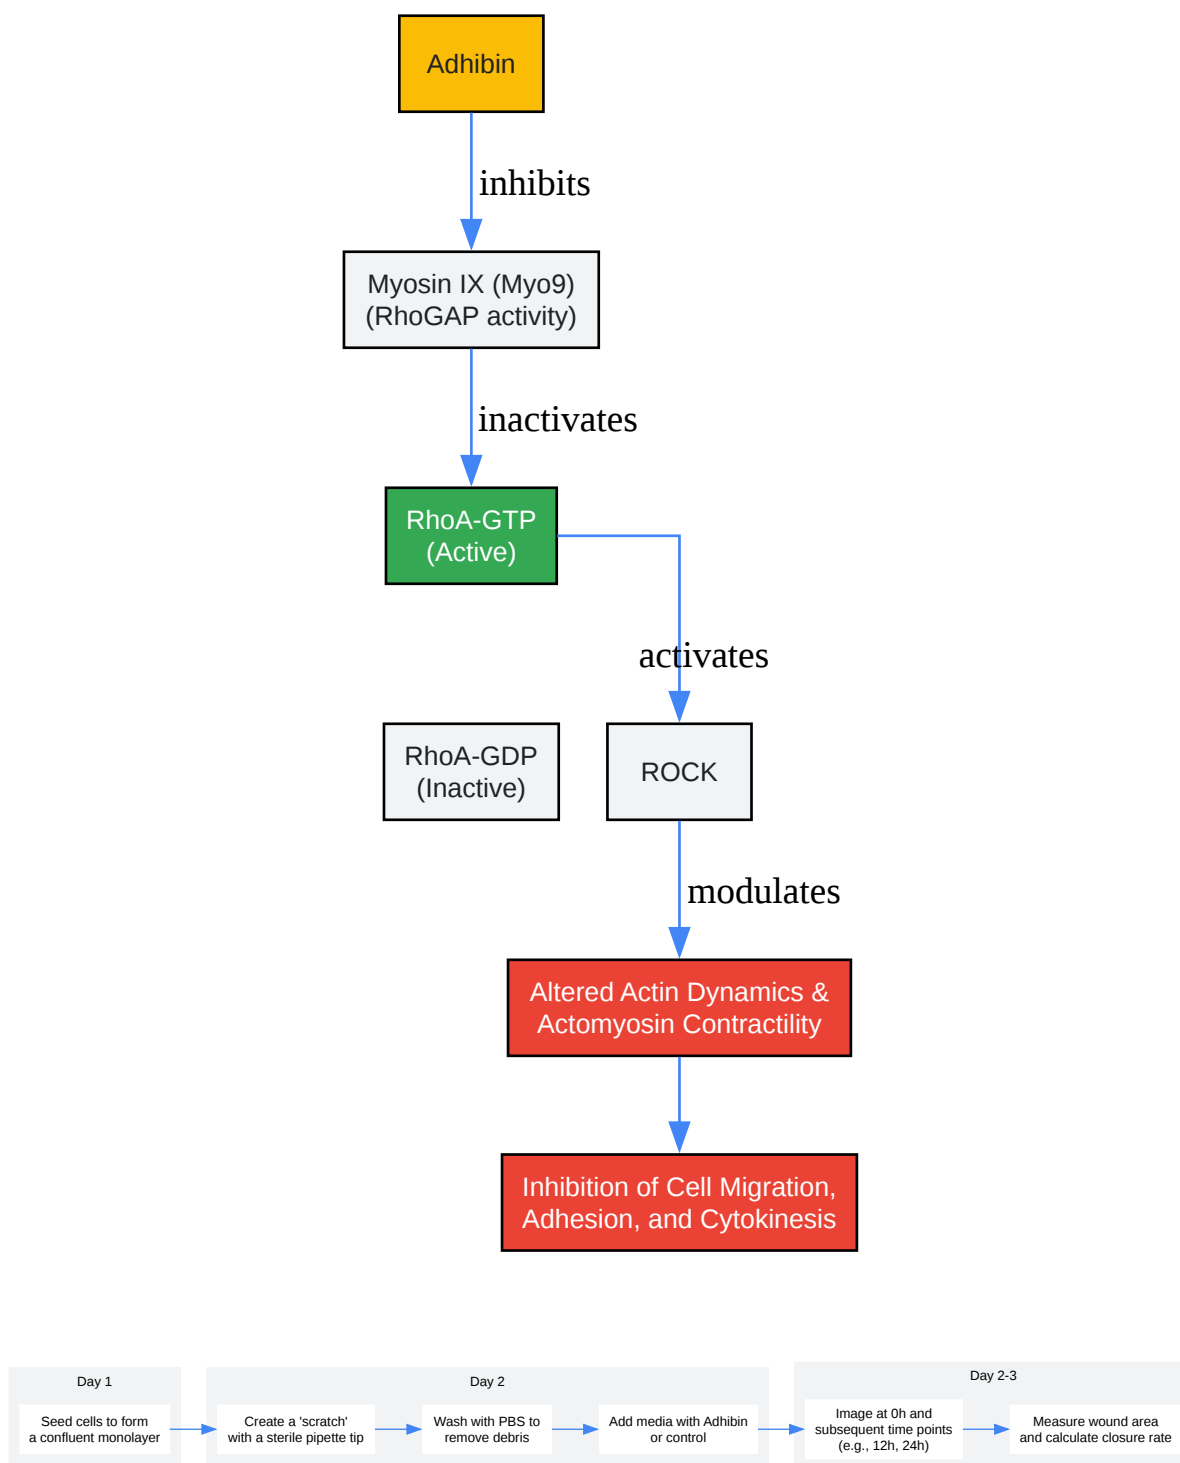 Adhibin
inhibits
Myosin IX (Myo9)
(RhoGAP activity)
inactivates
RhoA-GTP
(Active)
activates
RhoA-GDP
(Inactive)
ROCK
modulates
Altered Actin Dynamics &
Actomyosin Contractility
Inhibition of Cell Migration,
Adhesion, and Cytokinesis
Day 1
Seed cells to form
a confluent monolayer
Day 2
Create a 'scratch'
with a sterile pipette tip
Wash with PBS to
remove debris
Add media with Adhibin
or control
Day 2-3
Image at 0h and
subsequent time points
(e.g., 12h, 24h)
Measure wound area
and calculate closure rate